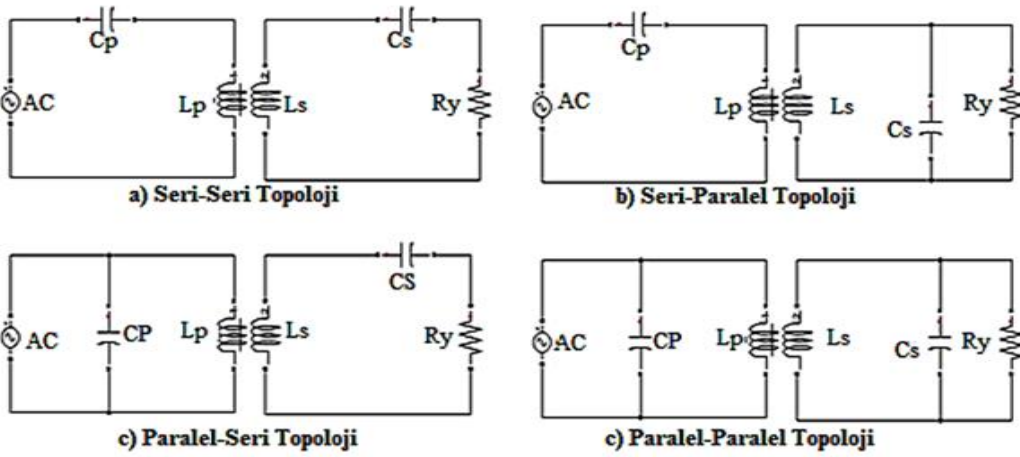 Cp
Cs
AC
Lp
Ls
Ry
a) Seri-Seri Topoloji
Cp
AC
Lp
Ls
Cs
Ry
b) Seri-Paralel Topoloji
CS
AC
CP
Lp
Ls
Ry
c) Paralel-Seri Topoloji
AC
CP
Lp
Ls
Cs
Ry
c) Paralel-Paralel Topoloji